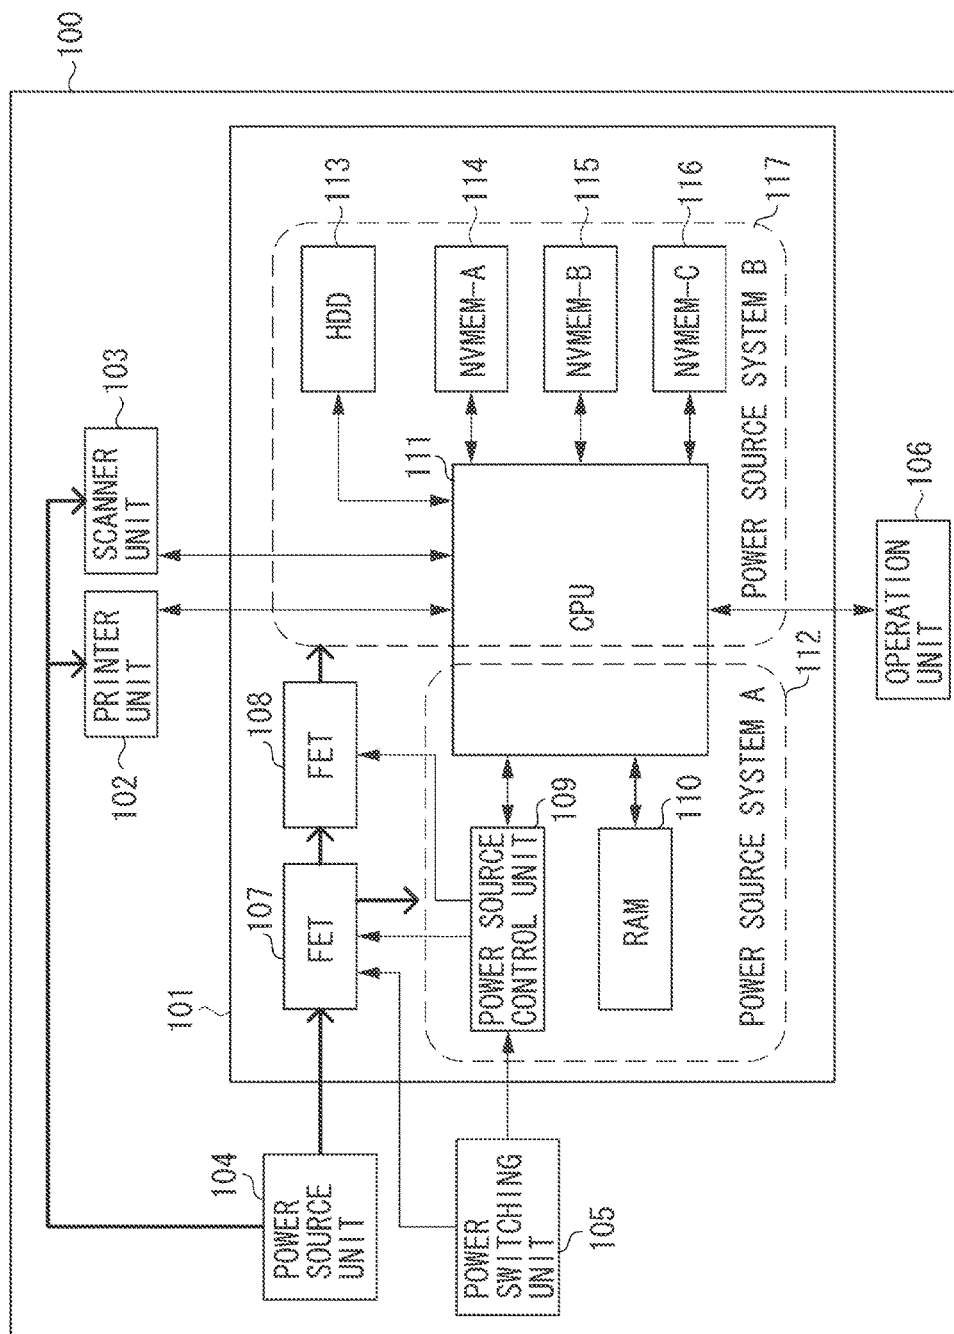 100
101
POWER
SOURCE
UNIT
104
POWER
SWITCHING
UNIT
105
PRINTER
UNIT
102
SCANNER
UNIT
103
FET
107
FET
108
POWER SOURCE
CONTROL UNIT
109
RAM
110
POWER SOURCE SYSTEM A
112
CPU
111
HDD
113
NVMEM-A
114
NVMEM-B
115
NVMEM-C
116
POWER SOURCE SYSTEM B
117
OPERATION
UNIT
106